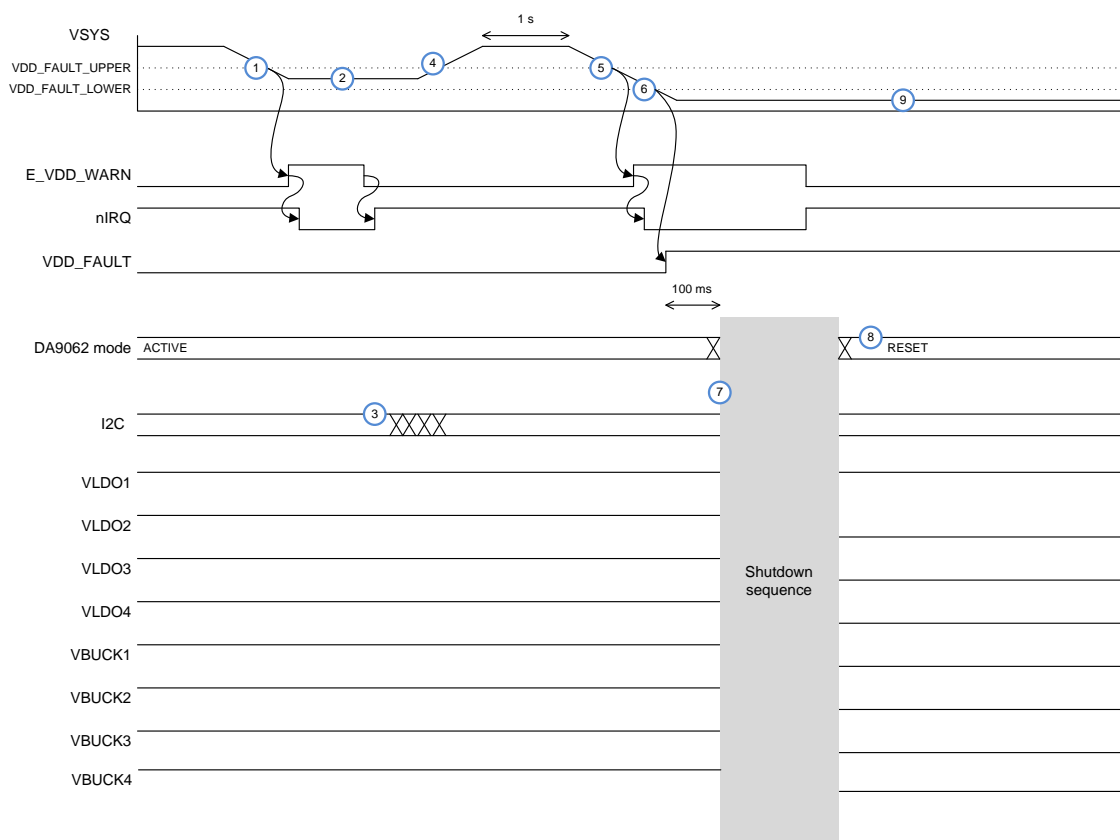 1 s
VSYS
4
VDD_FAULT_UPPER
1
5
2
VDD_FAULT_LOWER
6
9
E_VDD_WARN
nIRQ
VDD_FAULT
100 ms
8
DA9062 mode
ACTIVE
RESET
7
3
I2C
VLDO1
VLDO2
VLDO3
Shutdown
sequence
VLDO4
VBUCK1
VBUCK2
VBUCK3
VBUCK4